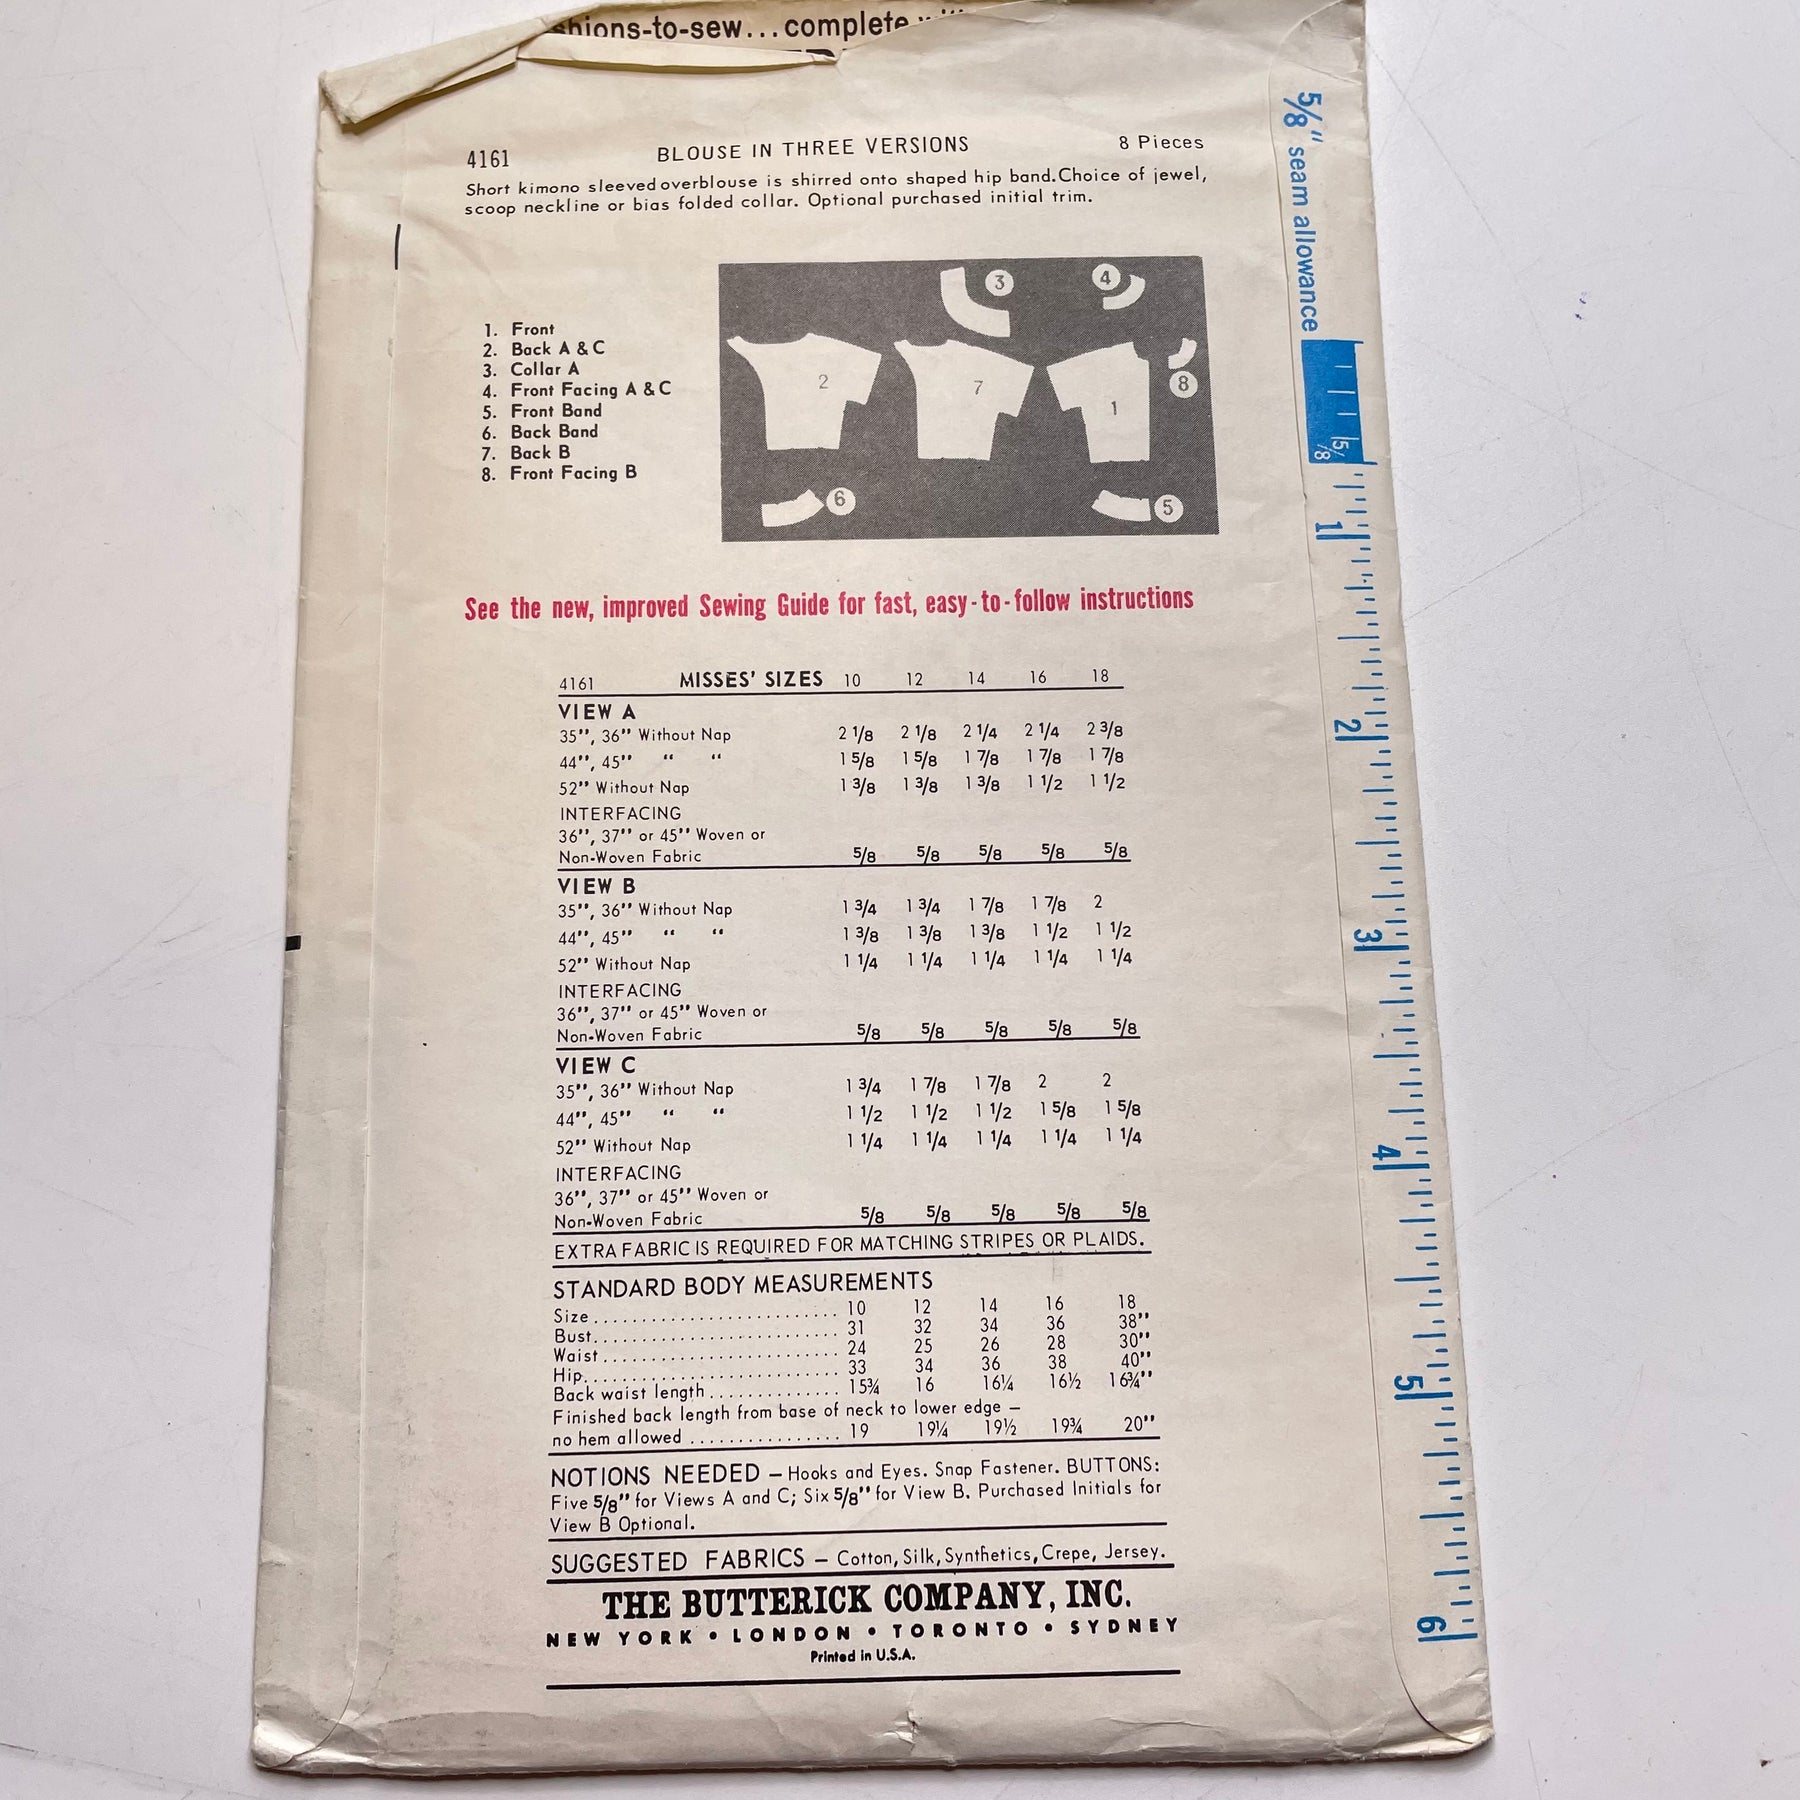 hions-to-sew...complete
4161 BLOUSE IN THREE VERSIONS 8 Pieces
Short kimono sleeved overblouse is shirred onto shaped hip band. Choice of jewel,
scoop neckline or bias folded collar. Optional purchased initial trim.
1. Front
2. Back A & C
3. Collar A
4. Front Facing A & C
5. Front Band
6. Back Band
7. Back B
8. Front Facing B
3 4
2 7 1 8
6 5
See the new, improved Sewing Guide for fast, easy-to-follow instructions
4161 MISSES' SIZES 10 12 14 16 18
VIEW A
35", 36" Without Nap 2 1/8 2 1/8 2 1/4 2 1/4 2 3/8
44", 45" " " 1 5/8 1 5/8 1 7/8 1 7/8 1 7/8
52" Without Nap 1 3/8 1 3/8 1 3/8 1 1/2 1 1/2
INTERFACING
36", 37" or 45" Woven or
Non-Woven Fabric 5/8 5/8 5/8 5/8 5/8
VIEW B
35", 36" Without Nap 1 3/4 1 3/4 1 7/8 1 7/8 2
44", 45" " " 1 3/8 1 3/8 1 3/8 1 1/2 1 1/2
52" Without Nap 1 1/4 1 1/4 1 1/4 1 1/4 1 1/4
INTERFACING
36", 37" or 45" Woven or
Non-Woven Fabric 5/8 5/8 5/8 5/8 5/8
VIEW C
35", 36" Without Nap 1 3/4 1 7/8 1 7/8 2 2
44", 45" " " 1 1/2 1 1/2 1 1/2 1 5/8 1 5/8
52" Without Nap 1 1/4 1 1/4 1 1/4 1 1/4 1 1/4
INTERFACING
36", 37" or 45" Woven or
Non-Woven Fabric 5/8 5/8 5/8 5/8 5/8
EXTRA FABRIC IS REQUIRED FOR MATCHING STRIPES OR PLAIDS.
STANDARD BODY MEASUREMENTS
Size.......................... 10 12 14 16 18
Bust.......................... 31 32 34 36 38"
Waist......................... 24 25 26 28 30"
Hip........................... 33 34 36 38 40"
Back waist length.............. 15¾ 16 16¼ 16½ 16¾"
Finished back length from base of neck to lower edge –
no hem allowed ................ 19 19¼ 19½ 19¾ 20"
NOTIONS NEEDED – Hooks and Eyes. Snap Fastener. BUTTONS:
Five 5/8" for Views A and C; Six 5/8" for View B. Purchased Initials for
View B Optional.
SUGGESTED FABRICS – Cotton, Silk, Synthetics, Crepe, Jersey.
THE BUTTERICK COMPANY, INC.
NEW YORK • LONDON • TORONTO • SYDNEY
Printed in U.S.A.
5/8" seam allowance
5/8
1
2
3
4
5
6